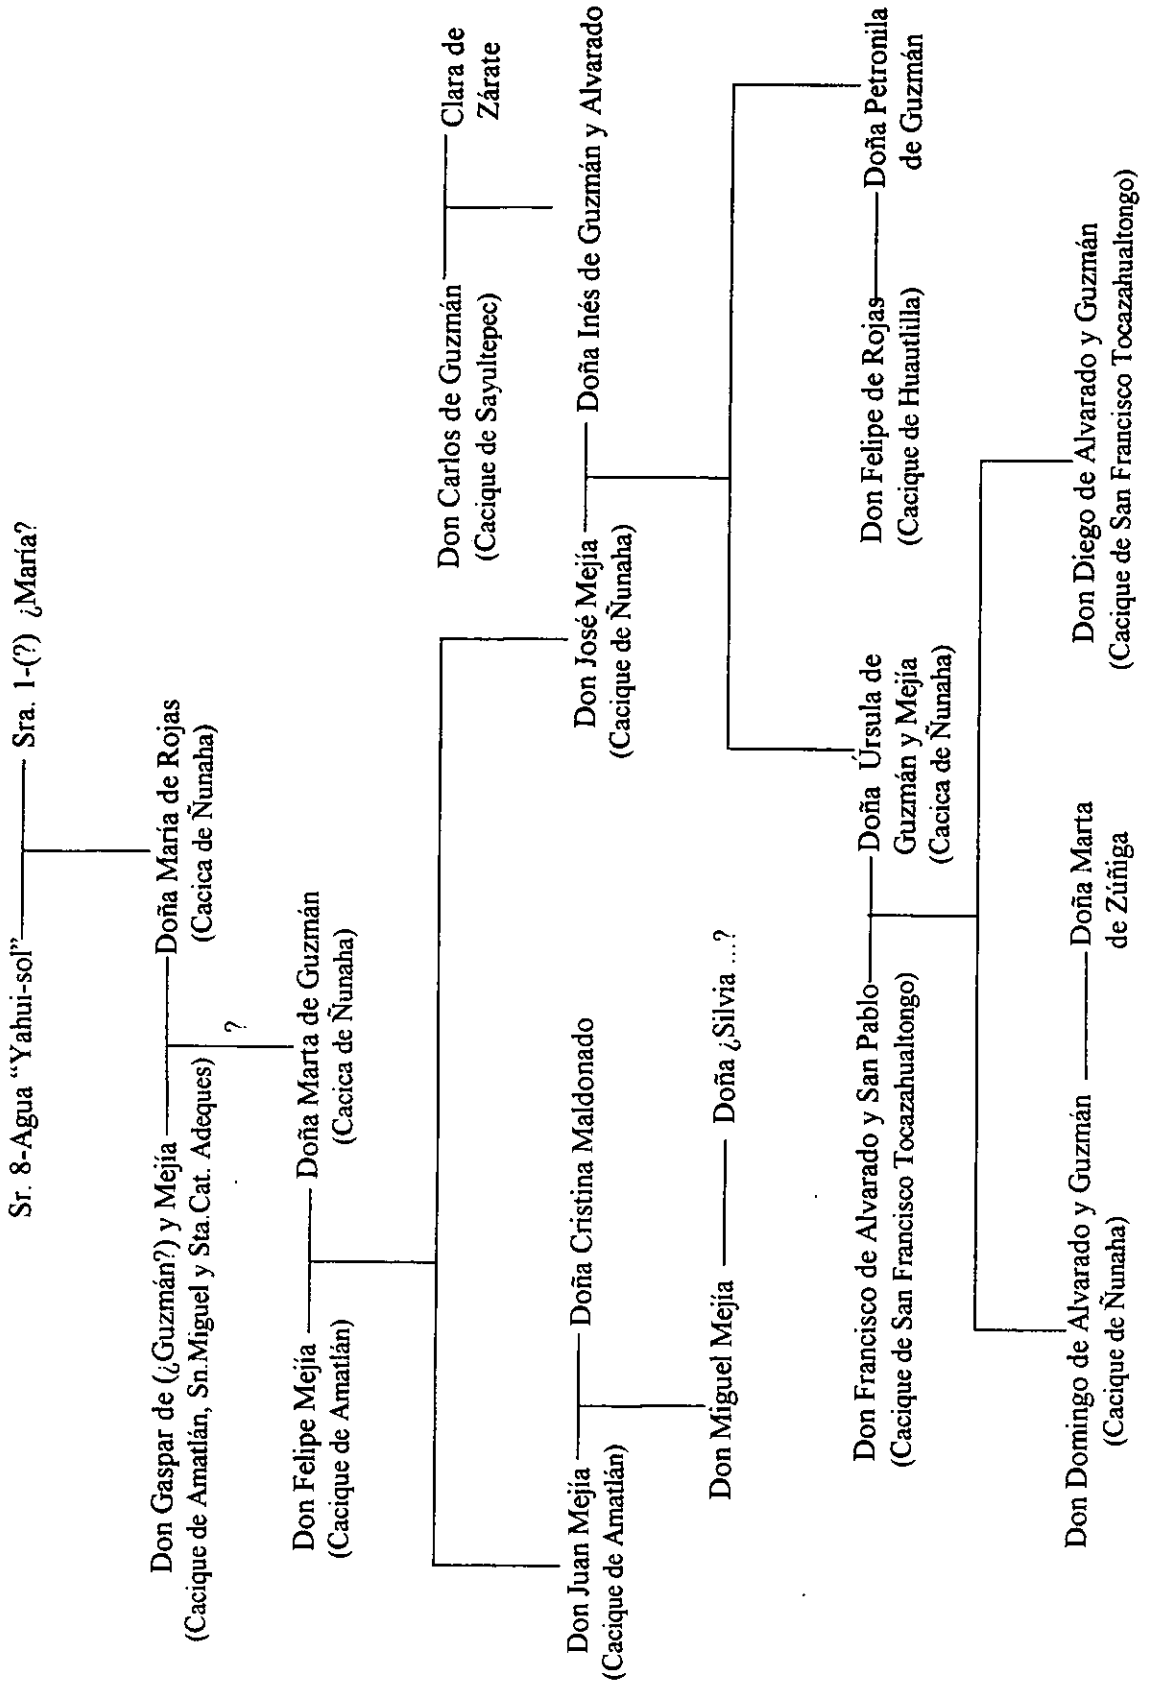 Sr. 8-Agua “Yahui-sol” Sra. 1-(?) ¿María?
Don Gaspar de (¿Guzmán?) y Mejía
(Cacique de Amatlán, Sn.Miguel y Sta.Cat. Adeques)
Doña María de Rojas
(Cacica de Ñunaha)
?
Don Felipe Mejía
(Cacique de Amatlán)
Doña Marta de Guzmán
(Cacica de Ñunaha)
Don Carlos de Guzmán
(Cacique de Sayultepec)
Clara de
Zárate
Don Juan Mejía
(Cacique de Amatlán)
Doña Cristina Maldonado
Don José Mejía
(Cacique de Ñunaha)
Doña Inés de Guzmán y Alvarado
Don Miguel Mejía
Doña ¿Silvia ...?
Don Francisco de Alvarado y San Pablo
(Cacique de San Francisco Tocazahualtongo)
Doña Úrsula de
Guzmán y Mejía
(Cacica de Ñunaha)
Don Felipe de Rojas
(Cacique de Huautlilla)
Doña Petronila
de Guzmán
Don Domingo de Alvarado y Guzmán
(Cacique de Ñunaha)
Doña Marta
de Zúñiga
Don Diego de Alvarado y Guzmán
(Cacique de San Francisco Tocazahualtongo)